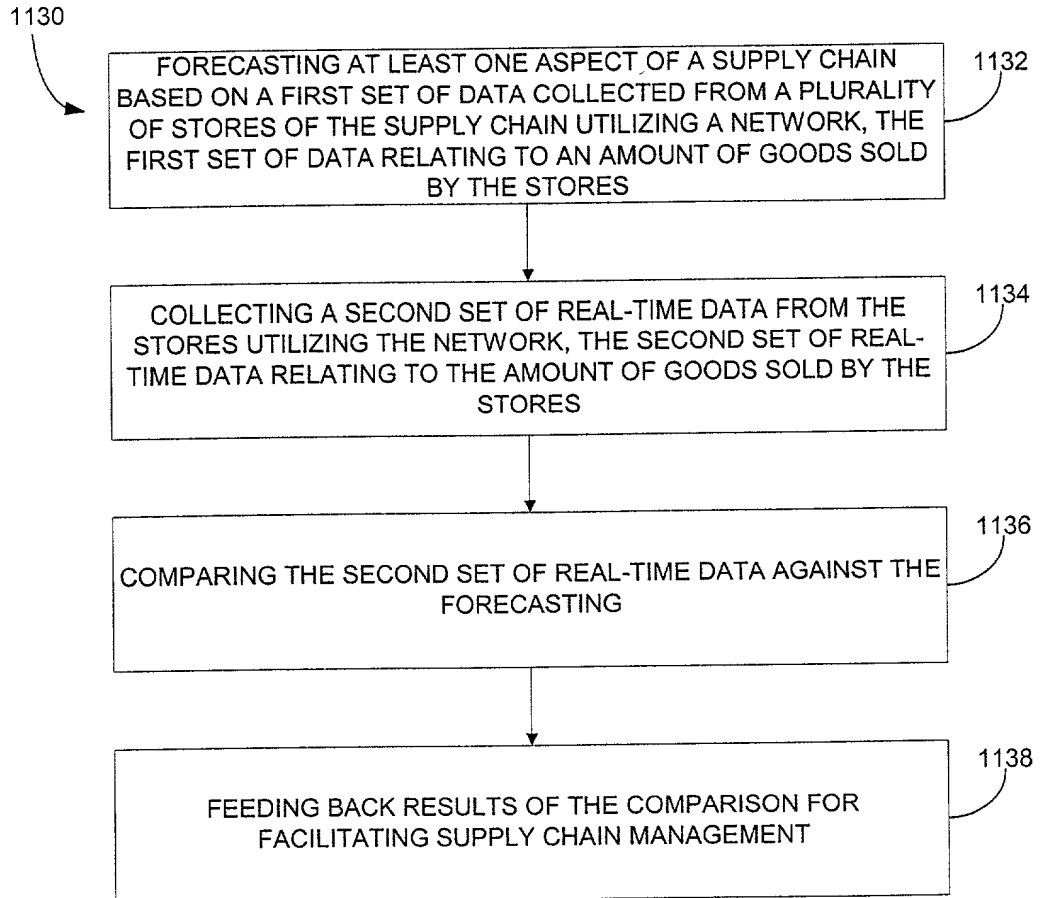 1130
FORECASTING AT LEAST ONE ASPECT OF A SUPPLY CHAIN
BASED ON A FIRST SET OF DATA COLLECTED FROM A PLURALITY
OF STORES OF THE SUPPLY CHAIN UTILIZING A NETWORK, THE
FIRST SET OF DATA RELATING TO AN AMOUNT OF GOODS SOLD
BY THE STORES
1132
COLLECTING A SECOND SET OF REAL-TIME DATA FROM THE
STORES UTILIZING THE NETWORK, THE SECOND SET OF REAL-
TIME DATA RELATING TO THE AMOUNT OF GOODS SOLD BY THE
STORES
1134
COMPARING THE SECOND SET OF REAL-TIME DATA AGAINST THE
FORECASTING
1136
FEEDING BACK RESULTS OF THE COMPARISON FOR
FACILITATING SUPPLY CHAIN MANAGEMENT
1138